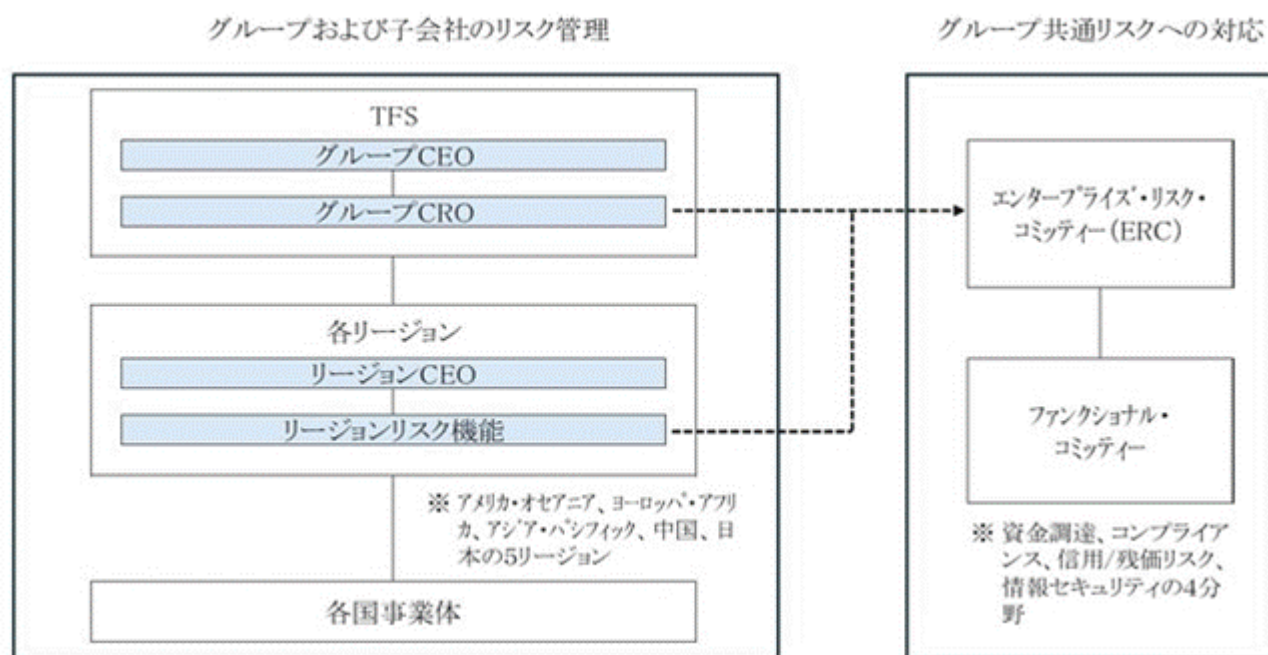 グループおよび子会社のリスク管理
グループ共通リスクへの対応
TFS
グループCEO
グループCRO
各リージョン
リージョンCEO
リージョンリスク機能
※ アメリカ・オセアニア、ヨーロッパ・アフリ
カ、アジア・パシフィック、中国、日
本の5リージョン
各国事業体
エンタープライズ・リスク・
コミッティー(ERC)
ファンクショナル・
コミッティー
※ 資金調達、コンプライア
ンス、信用/残価リスク、
情報セキュリティの4分
野